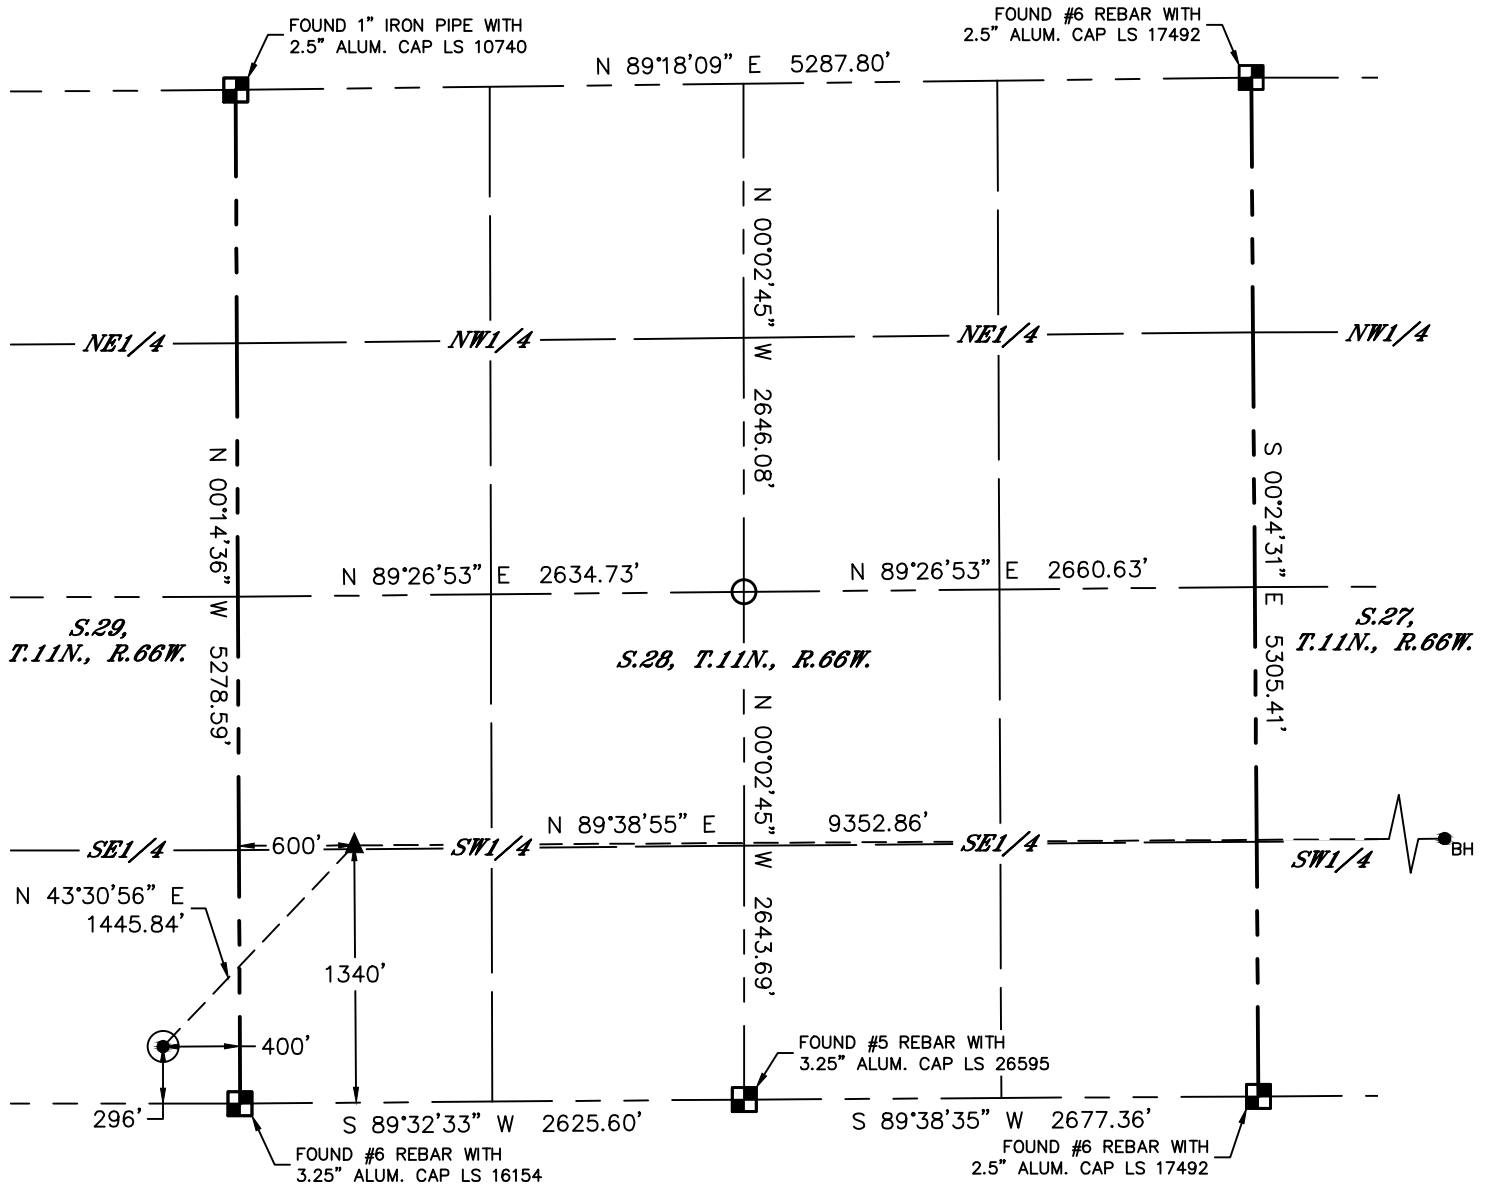 FOUND 1" IRON PIPE WITH
2.5" ALUM. CAP LS 10740
FOUND #6 REBAR WITH
2.5" ALUM. CAP LS 17492
N 89°18'09" E 5287.80'
N 00°02'45" W 2646.08'
NE1/4
NW1/4
NE1/4
NW1/4
N 00°14'36" W 5278.59'
S 00°24'31" E 5305.41'
N 89°26'53" E 2634.73'
N 89°26'53" E 2660.63'
S.29,
T.11N., R.66W.
S.28, T.11N., R.66W.
S.27,
T.11N., R.66W.
N 00°02'45" W 2643.69'
N 89°38'55" E 9352.86'
SE1/4
600'
SW1/4
SE1/4
SW1/4
BH
N 43°30'56" E
1445.84'
1340'
400'
296'
FOUND #5 REBAR WITH
3.25" ALUM. CAP LS 26595
S 89°32'33" W 2625.60'
S 89°38'35" W 2677.36'
FOUND #6 REBAR WITH
3.25" ALUM. CAP LS 16154
FOUND #6 REBAR WITH
2.5" ALUM. CAP LS 17492